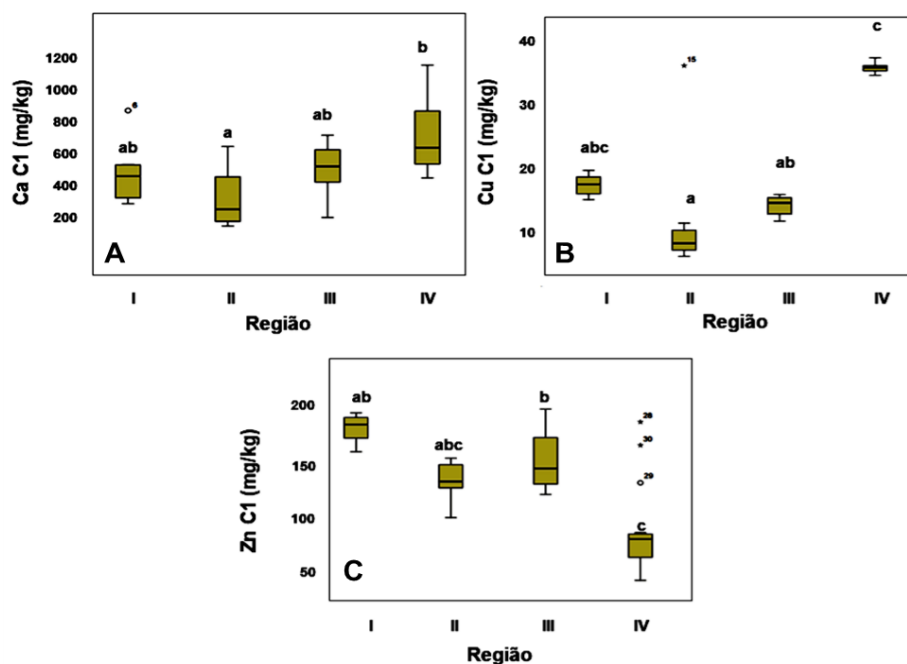 Ca C1 (mg/kg)
1200
1000
800
600
400
200
6
ab
a
ab
b
A
I II III IV
Região
Cu C1 (mg/kg)
40
30
20
10
abc
15
a
ab
c
B
I II III IV
Região
Zn C1 (mg/kg)
200
150
100
50
ab
abc
b
28
30
29
c
C
I II III IV
Região